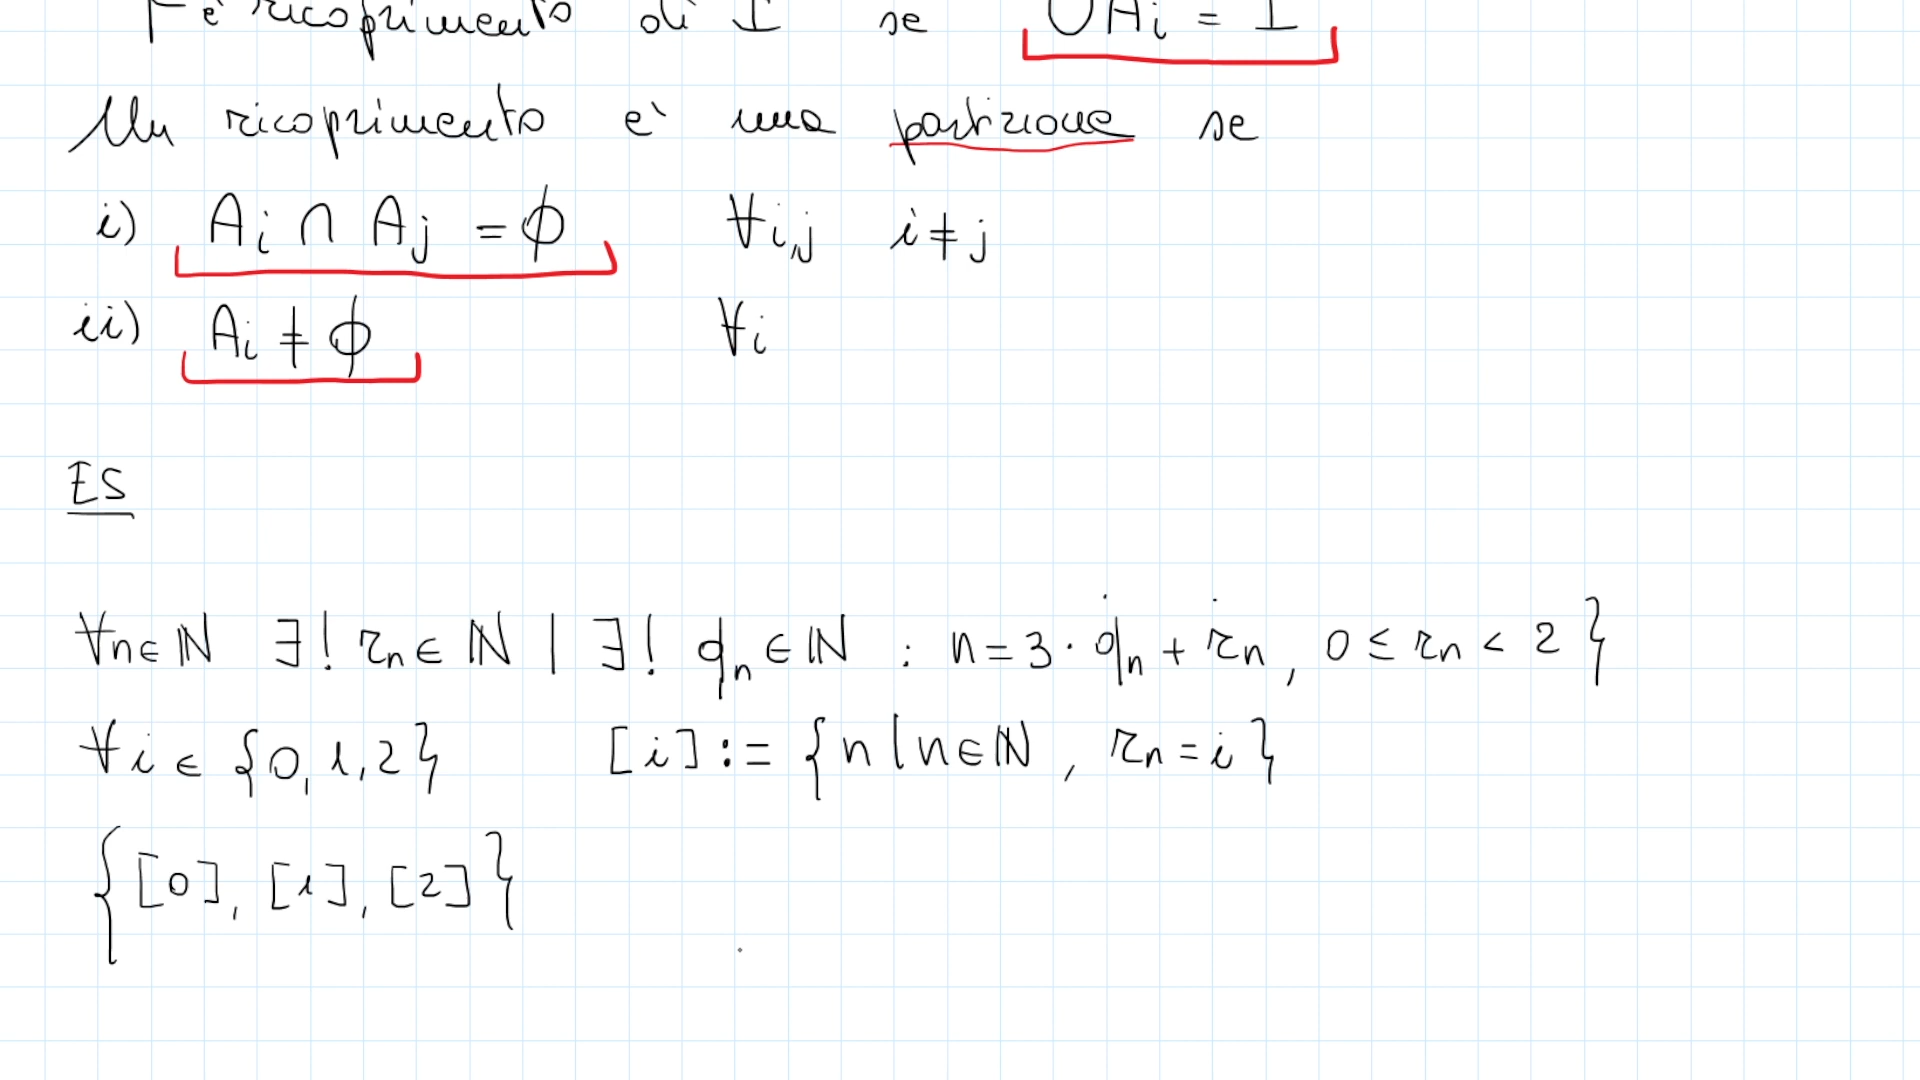 F è ricoprimento di I se ∪ Ai = I
Un ricoprimento è una partizione se
i) Ai ∩ Aj = ϕ ∀i,j i≠j
ii) Ai ≠ ϕ ∀i
ES
∀n∈ℕ ∃! rn∈ℕ | ∃! qn∈ℕ : n=3·qn+rn, 0≤rn<2}
∀i∈{0,1,2} [i]:={n|n∈ℕ, rn=i}
{[0],[1],[2]}